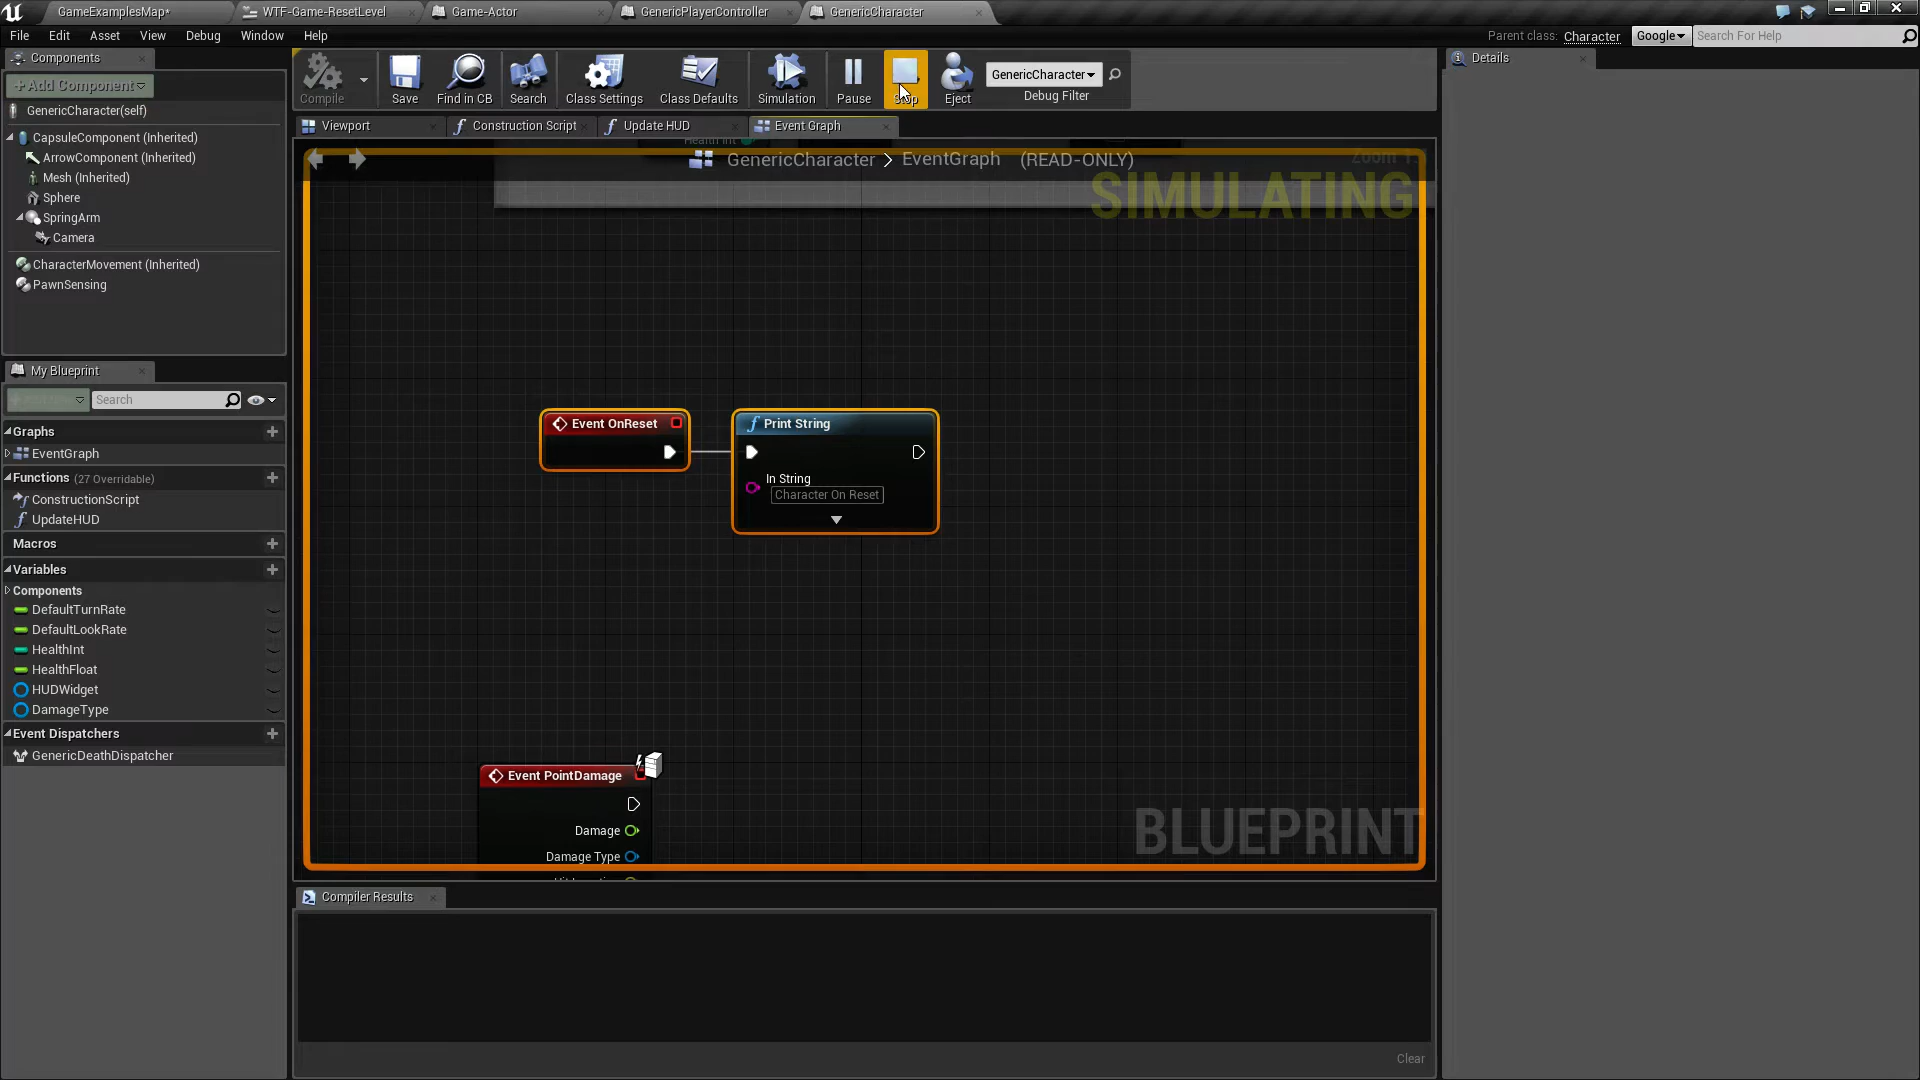 GameExamplesMap*
WTF-Game-ResetLevel
Game-Actor
GenericPlayerController
GenericCharacter
File Edit Asset View Debug Window Help
Parent class: Character
Google
Search For Help
Components
+Add Component
GenericCharacter(self)
CapsuleComponent (Inherited)
ArrowComponent (Inherited)
Mesh (Inherited)
Sphere
SpringArm
Camera
CharacterMovement (Inherited)
PawnSensing
Compile
Save
Find in CB
Search
Class Settings
Class Defaults
Simulation
Pause
Stop
Eject
GenericCharacter
Debug Filter
Details
Viewport
Construction Script
Update HUD
Event Graph
Health Int
GenericCharacter > EventGraph (READ-ONLY)
SIMULATING
Event OnReset
Print String
In String
Character On Reset
Event PointDamage
Damage
Damage Type
BLUEPRINT
My Blueprint
Search
Graphs
EventGraph
Functions (27 Overridable)
ConstructionScript
UpdateHUD
Macros
Variables
Components
DefaultTurnRate
DefaultLookRate
HealthInt
HealthFloat
HUDWidget
DamageType
Event Dispatchers
GenericDeathDispatcher
Compiler Results
Clear